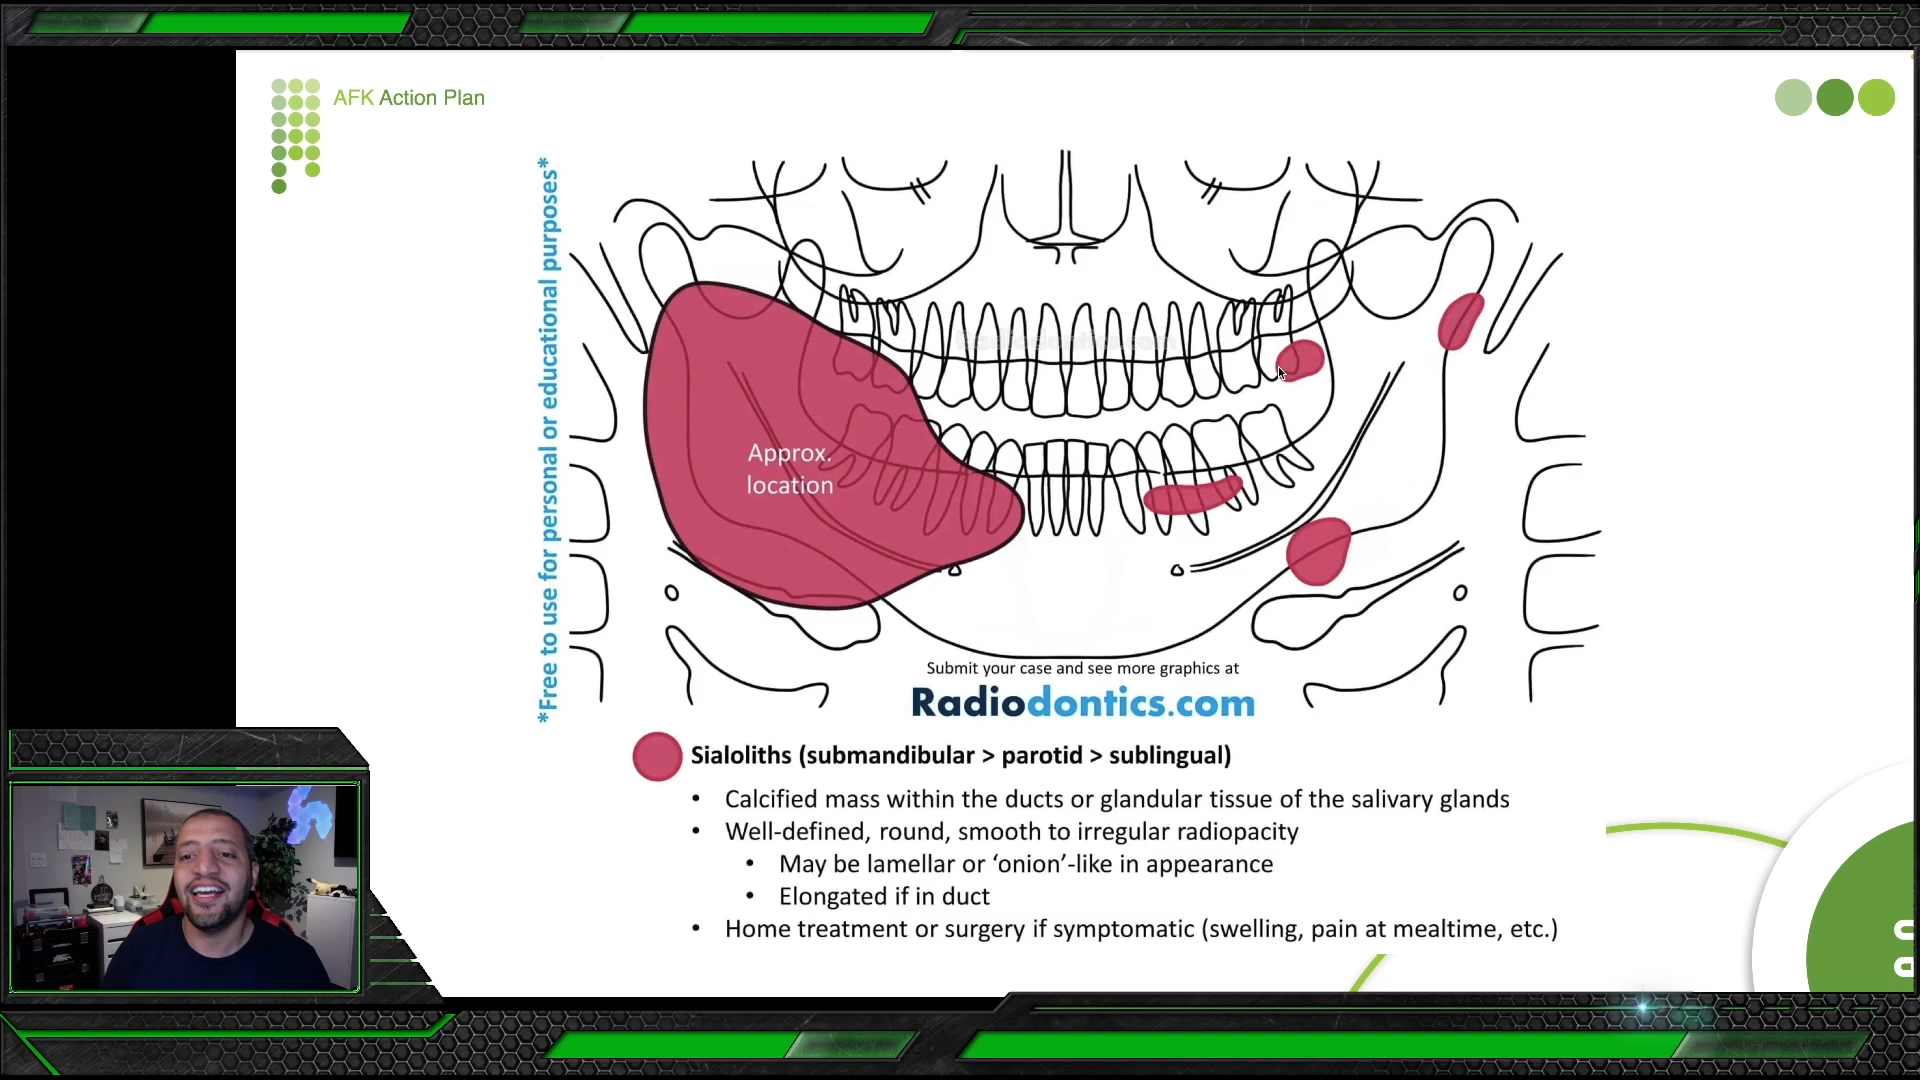 AFK Action Plan
*Free to use for personal or educational purposes*
Approx.
location
Submit your case and see more graphics at
Radiodontics.com
Sialoliths (submandibular > parotid > sublingual)
• Calcified mass within the ducts or glandular tissue of the salivary glands
• Well-defined, round, smooth to irregular radiopacity
• May be lamellar or ‘onion’-like in appearance
• Elongated if in duct
• Home treatment or surgery if symptomatic (swelling, pain at mealtime, etc.)